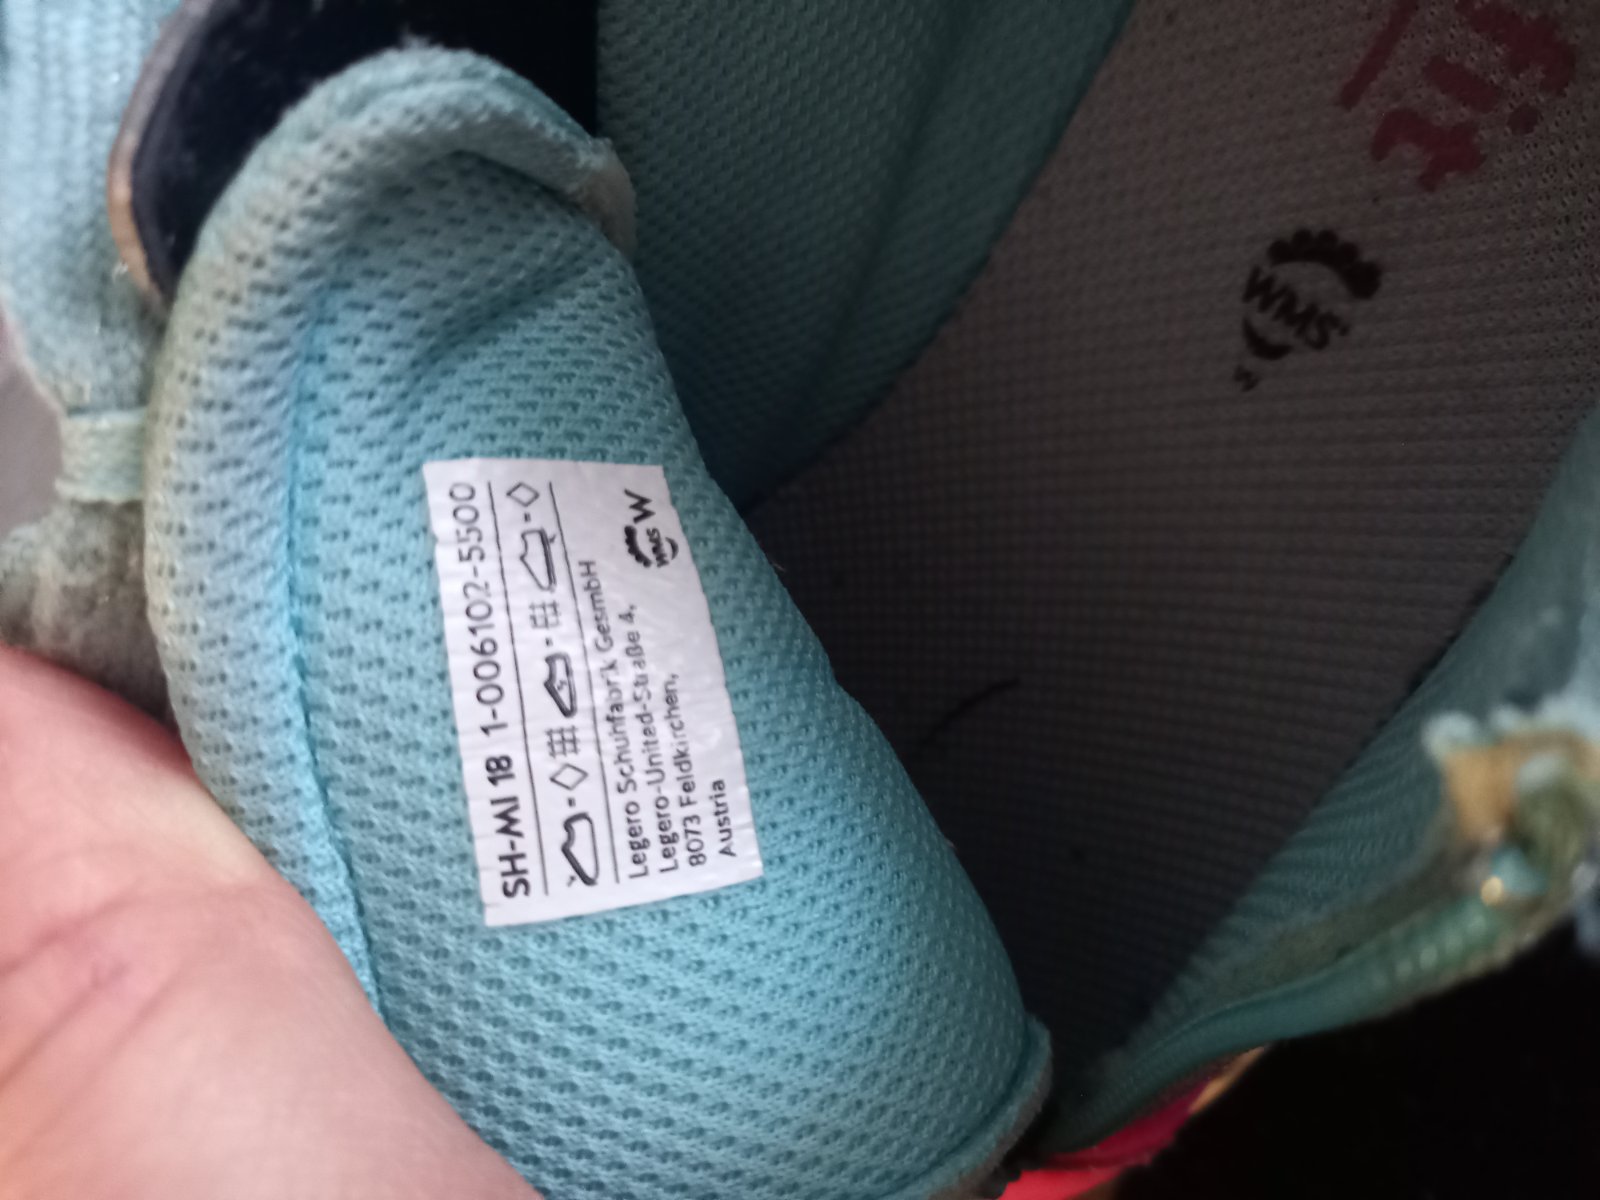 SH-MI 18 1-006102-5500
Legero Schuhfabrik GesmbH
Legero-United-Straße 4,
8073 Feldkirchen,
Austria
WMS W
WMS